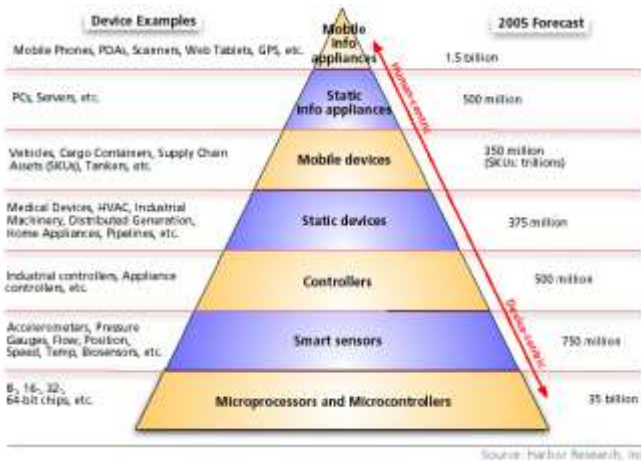 Device Examples
2005 Forecast
Mobile Phones, PDAs, Scanners, Web Tablets, GPS, etc.
Mobile
Info
appliances
1.5 billion
Human-centric
PCs, Servers, etc.
Static
Info appliances
500 million
Vehicles, Cargo Containers, Supply Chain
Assets (SKUs), Tankers, etc.
Mobile devices
350 million
(SKUs: trillions)
Medical Devices, HVAC, Industrial
Machinery, Distributed Generation,
Home Appliances, Pipelines, etc.
Static devices
375 million
Industrial controllers, Appliance
controllers, etc.
Controllers
500 million
Device-centric
Accelerometers, Pressure
Gauges, Flow, Position,
Speed, Temp, Biosensors, etc.
Smart sensors
750 million
8-, 16-, 32-,
64-bit chips, etc.
Microprocessors and Microcontrollers
35 billion
Source: Harbor Research, In